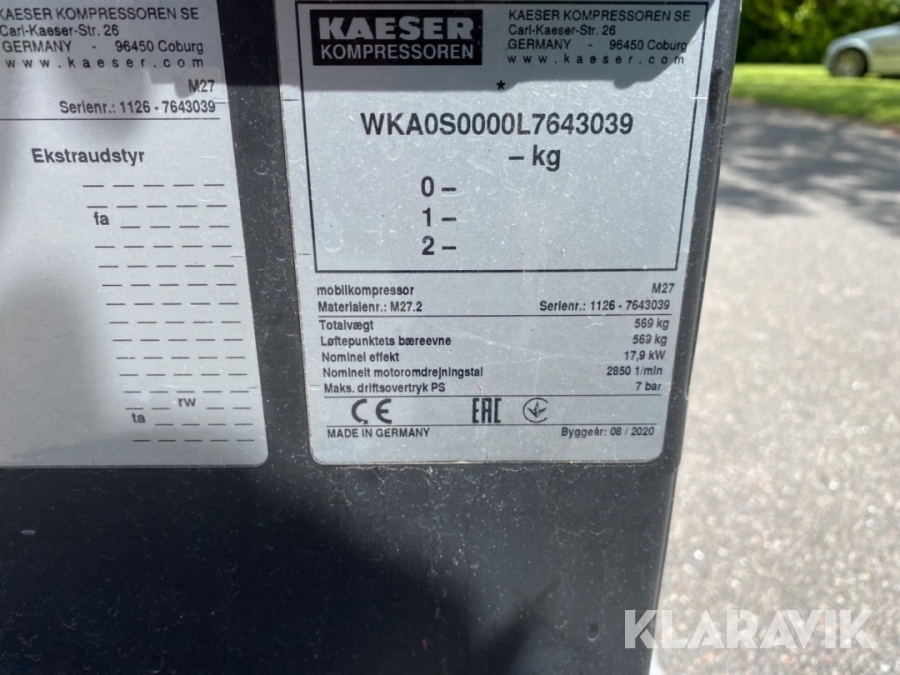 KAESER KOMPRESSOREN SE
Carl-Kaeser-Str. 26
GERMANY - 96450 Coburg
www.kaeser.com
M27
Serienr.: 1126 - 7643039
Ekstraudstyr
fa
rw
ta
KAESER
KOMPRESSOREN
KAESER KOMPRESSOREN SE
Carl-Kaeser-Str. 26
GERMANY - 96450 Coburg
www.kaeser.com
*
WKA0S0000L7643039
– kg
0 –
1 –
2 –
mobilkompressor M27
Materialenr.: M27.2 Serienr.: 1126 - 7643039
Totalvægt 569 kg
Løftepunktets bæreevne 569 kg
Nominel effekt 17,9 kW
Nominelt motoromdrejningstal 2850 1/min
Maks. driftsovertryk PS 7 bar
CE EAC
MADE IN GERMANY Byggeår: 08 / 2020
KLARAVIK